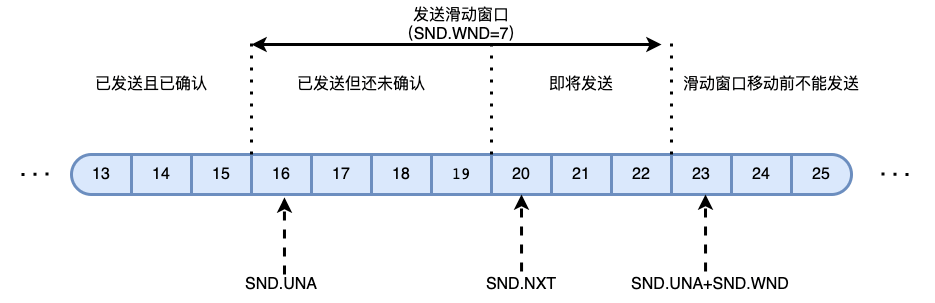 发送滑动窗口
（SND.WND=7）
已发送且已确认 已发送但还未确认 即将发送 滑动窗口移动前不能发送
··· 13 14 15 16 17 18 19 20 21 22 23 24 25 ···
SND.UNA SND.NXT SND.UNA+SND.WND